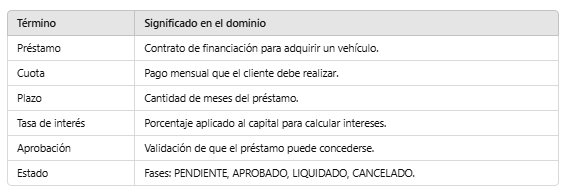 Término Significado en el dominio
Préstamo Contrato de financiación para adquirir un vehículo.
Cuota Pago mensual que el cliente debe realizar.
Plazo Cantidad de meses del préstamo.
Tasa de interés Porcentaje aplicado al capital para calcular intereses.
Aprobación Validación de que el préstamo puede concederse.
Estado Fases: PENDIENTE, APROBADO, LIQUIDADO, CANCELADO.